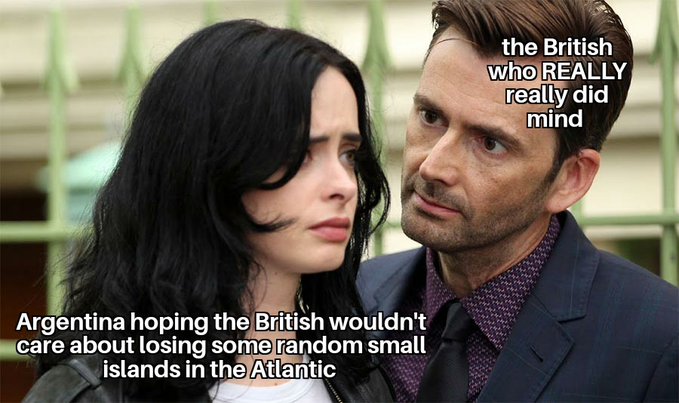 the British
who REALLY
really did
mind
Argentina hoping the British wouldn't
care about losing some random small
islands in the Atlantic